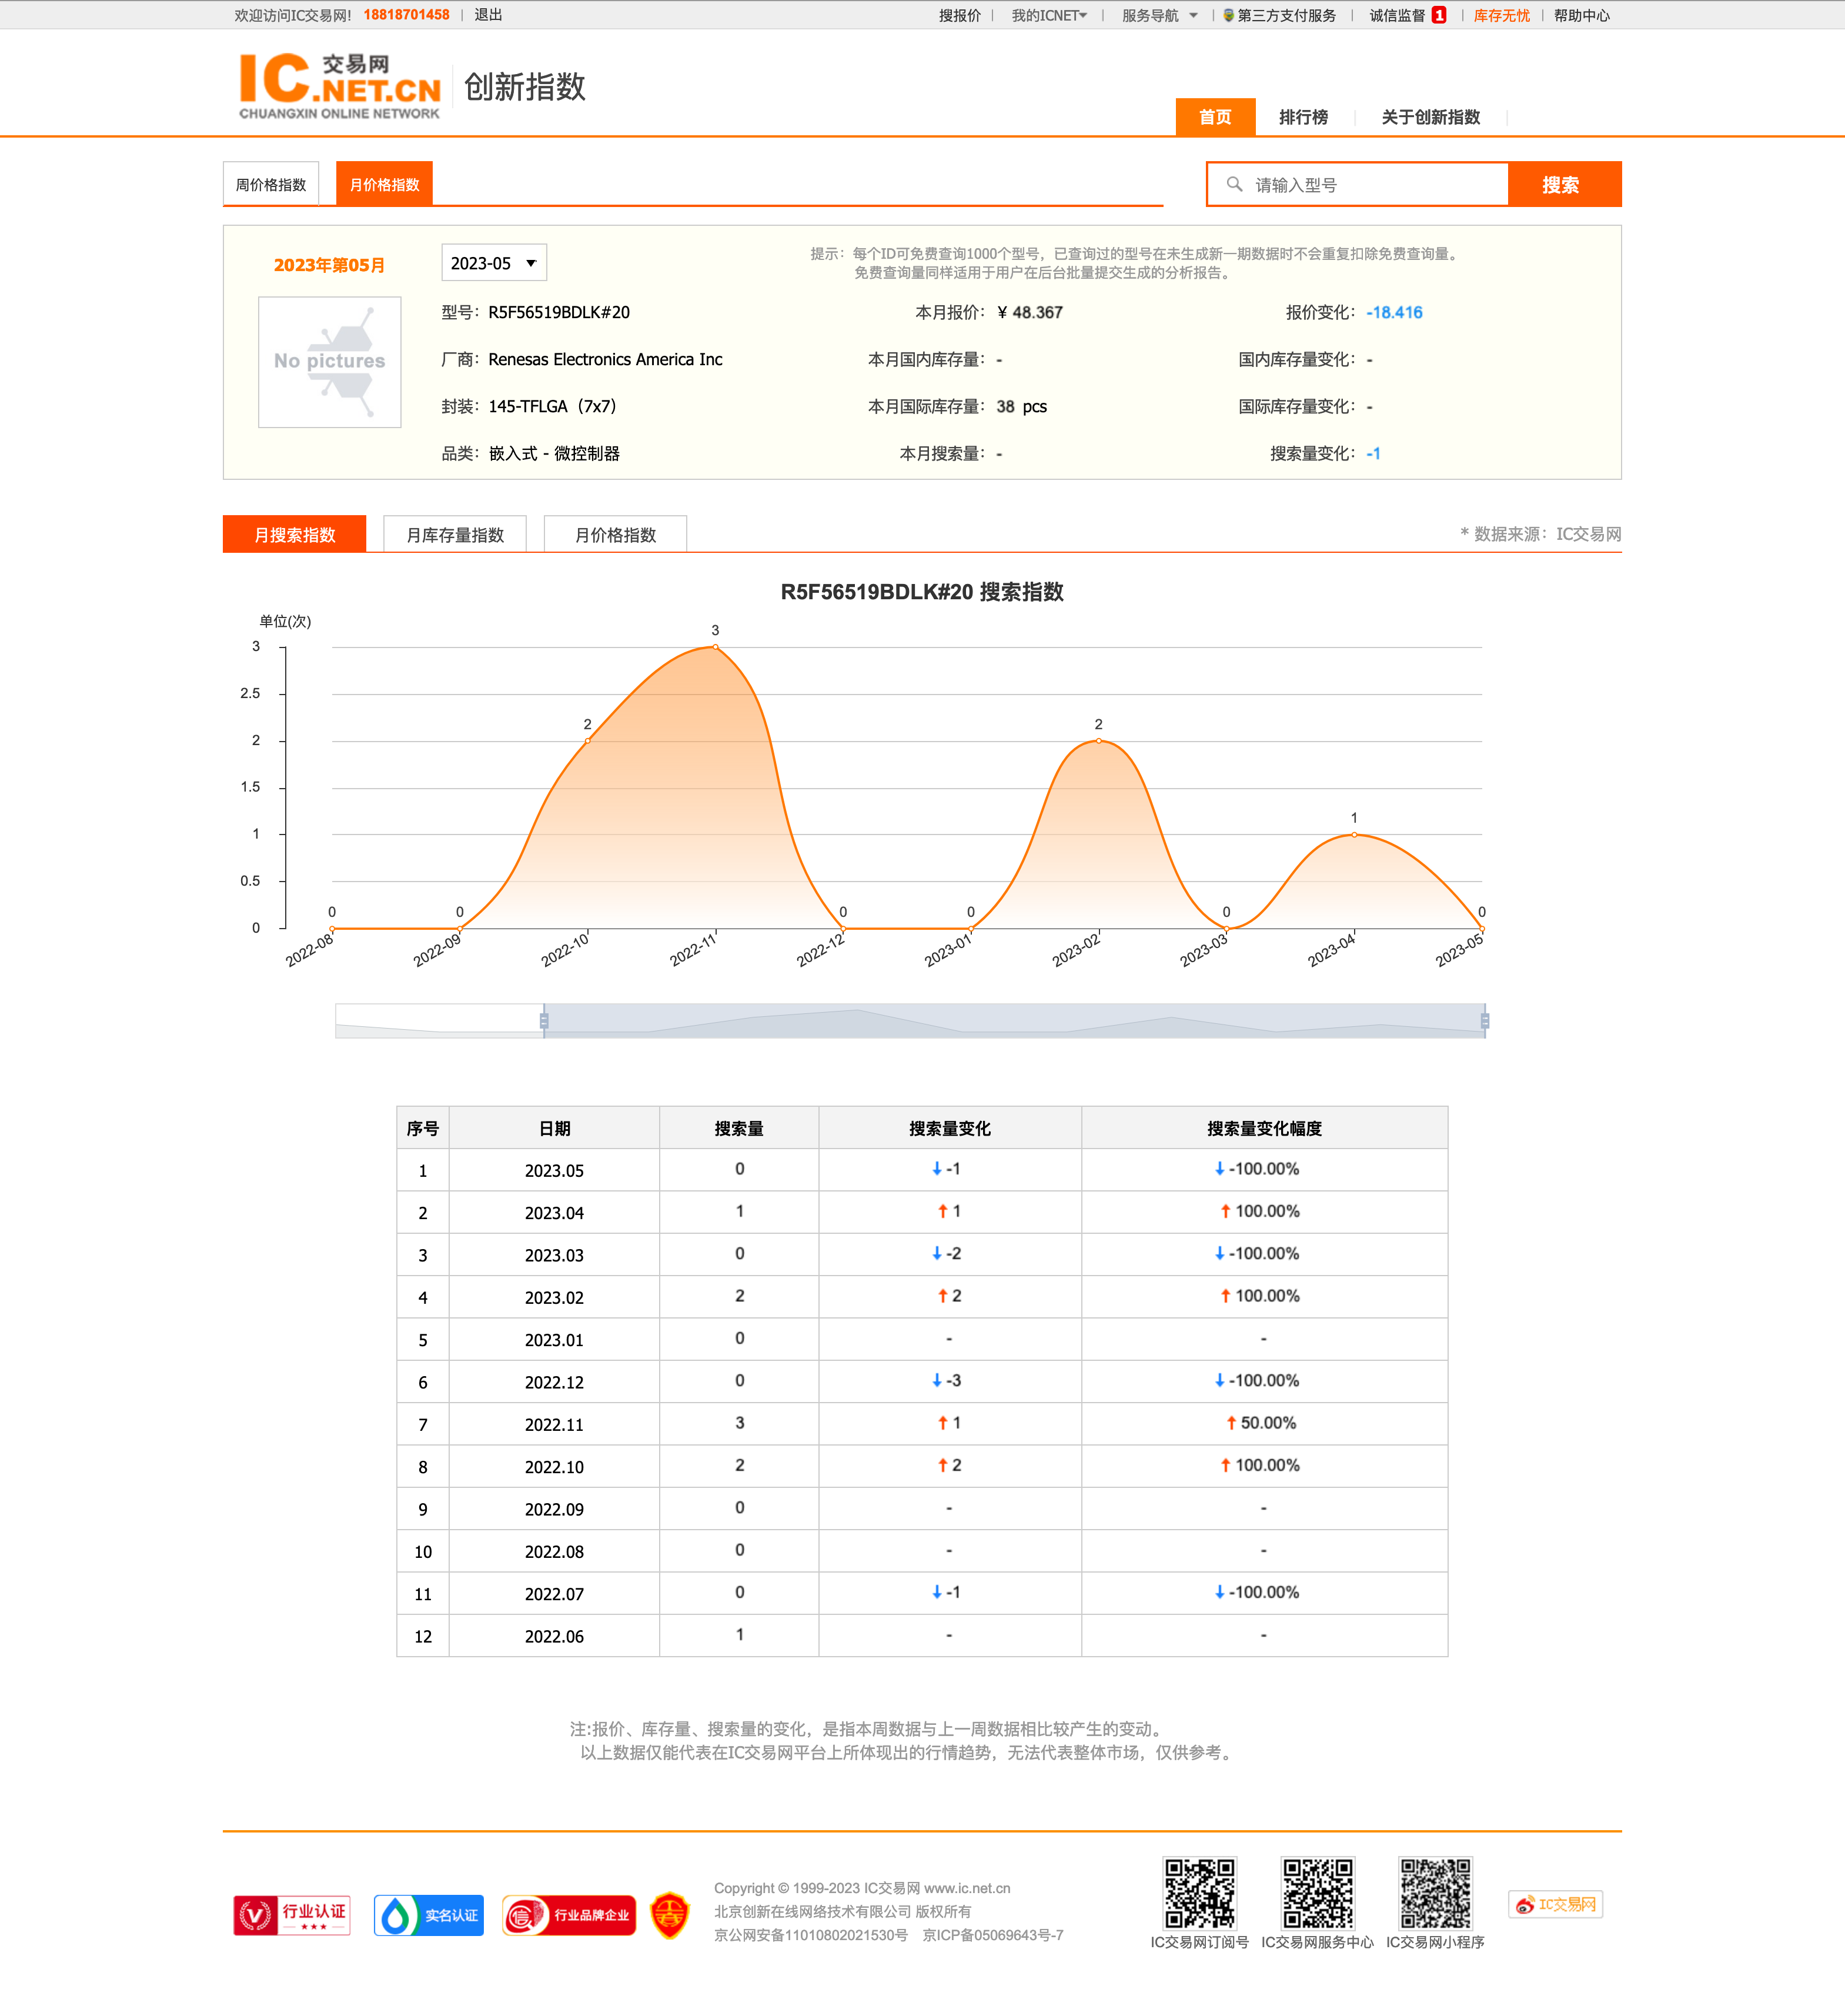 欢迎访问IC交易网! 18818701458 | 退出 搜报价 | 我的ICNET | 服务导航 | 第三方支付服务 | 诚信监督 1 | 库存无忧 | 帮助中心
IC 交易网 .NET.CN 创新指数
CHUANGXIN ONLINE NETWORK
首页 排行榜 关于创新指数
周价格指数 月价格指数 请输入型号 搜索
2023年第05月 2023-05 提示：每个ID可免费查询1000个型号，已查询过的型号在未生成新一期数据时不会重复扣除免费查询量。
免费查询量同样适用于用户在后台批量提交生成的分析报告。
No pictures
型号：R5F56519BDLK#20 本月报价：¥ 48.367 报价变化：-18.416
厂商：Renesas Electronics America Inc 本月国内库存量：- 国内库存量变化：-
封装：145-TFLGA（7x7） 本月国际库存量：38 pcs 国际库存量变化：-
品类：嵌入式 - 微控制器 本月搜索量：- 搜索量变化：-1
月搜索指数 月库存量指数 月价格指数 * 数据来源：IC交易网
R5F56519BDLK#20 搜索指数
单位(次)
3
2.5
2
1.5
1
0.5
0
0 0 2 3 0 0 2 0 1 0
2022-08 2022-09 2022-10 2022-11 2022-12 2023-01 2023-02 2023-03 2023-04 2023-05
序号 日期 搜索量 搜索量变化 搜索量变化幅度
1 2023.05 0 ↓ -1 ↓ -100.00%
2 2023.04 1 ↑ 1 ↑ 100.00%
3 2023.03 0 ↓ -2 ↓ -100.00%
4 2023.02 2 ↑ 2 ↑ 100.00%
5 2023.01 0 - -
6 2022.12 0 ↓ -3 ↓ -100.00%
7 2022.11 3 ↑ 1 ↑ 50.00%
8 2022.10 2 ↑ 2 ↑ 100.00%
9 2022.09 0 - -
10 2022.08 0 - -
11 2022.07 0 ↓ -1 ↓ -100.00%
12 2022.06 1 - -
注:报价、库存量、搜索量的变化，是指本周数据与上一周数据相比较产生的变动。
以上数据仅能代表在IC交易网平台上所体现出的行情趋势，无法代表整体市场，仅供参考。
行业认证
实名认证
信 行业品牌企业
Copyright © 1999-2023 IC交易网 www.ic.net.cn
北京创新在线网络技术有限公司 版权所有
京公网安备11010802021530号 京ICP备05069643号-7
IC交易网订阅号 IC交易网服务中心 IC交易网小程序
IC交易网